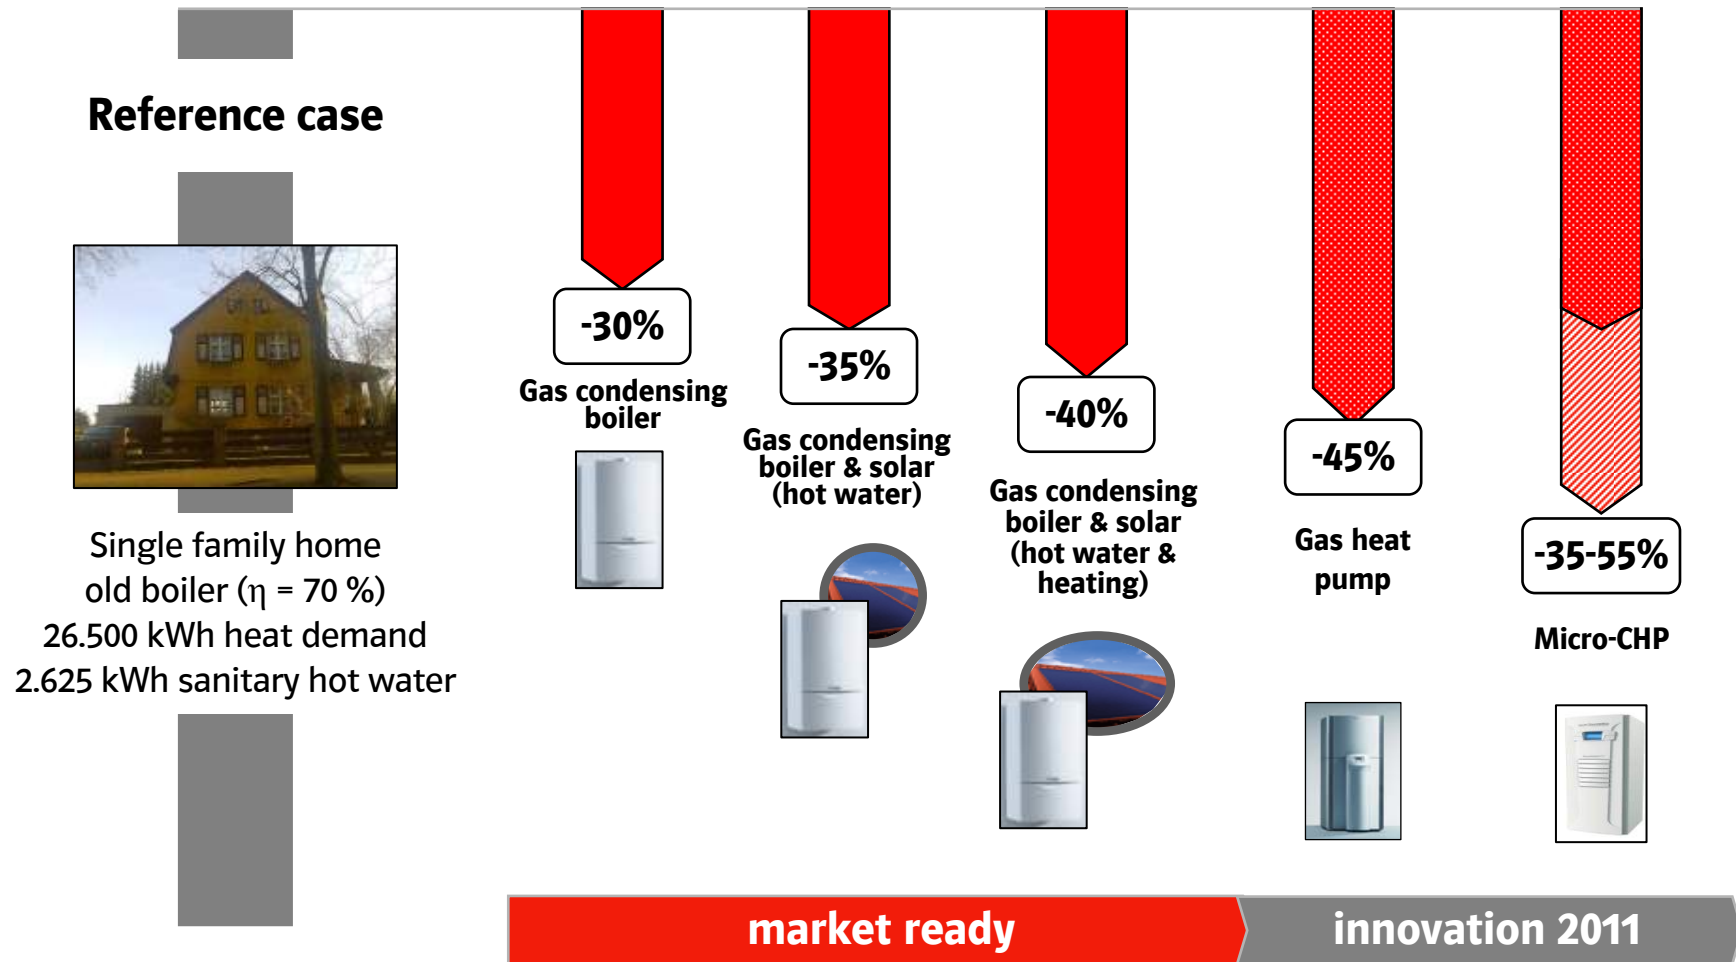 Reference case
Single family home
old boiler (η = 70 %)
26.500 kWh heat demand
2.625 kWh sanitary hot water
-30%
Gas condensing
boiler
-35%
Gas condensing
boiler & solar
(hot water)
-40%
Gas condensing
boiler & solar
(hot water &
heating)
-45%
Gas heat
pump
-35-55%
Micro-CHP
market ready
innovation 2011